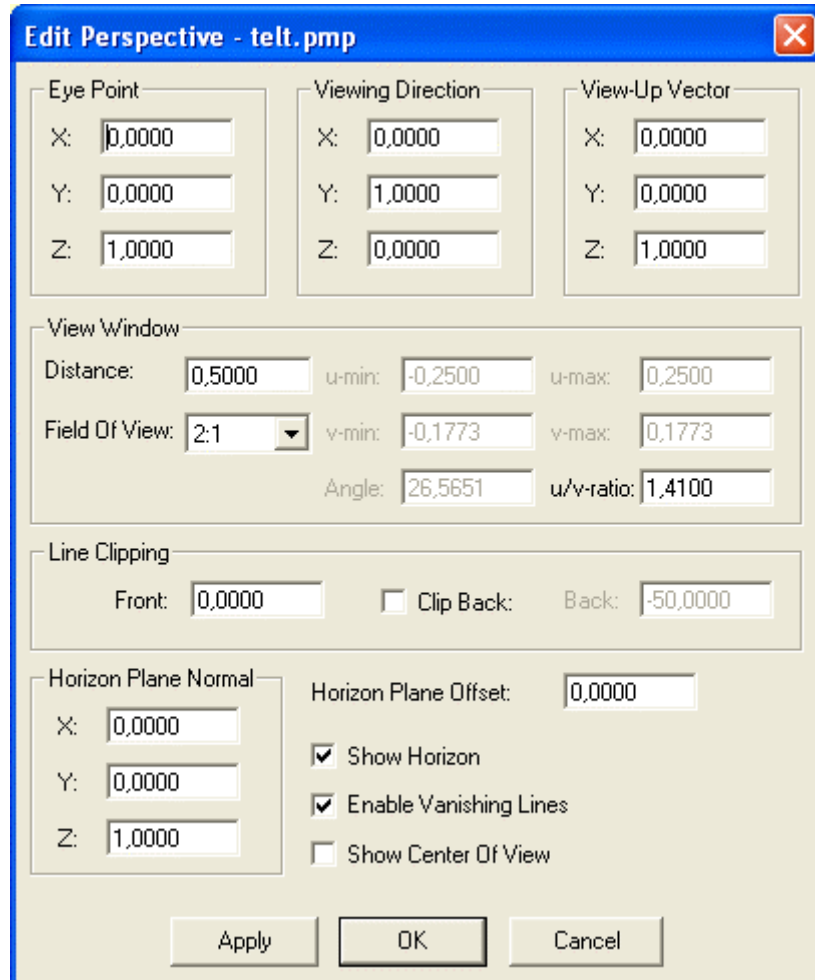 Edit Perspective - telt.pmp
Eye Point
X: 0,0000
Y: 0,0000
Z: 1,0000
Viewing Direction
X: 0,0000
Y: 1,0000
Z: 0,0000
View-Up Vector
X: 0,0000
Y: 0,0000
Z: 1,0000
View Window
Distance: 0,5000 u-min: -0,2500 u-max: 0,2500
Field Of View: 2:1 v-min: -0,1773 v-max: 0,1773
Angle: 26,5651 u/v-ratio: 1,4100
Line Clipping
Front: 0,0000 Clip Back: Back: -50,0000
Horizon Plane Normal
X: 0,0000
Y: 0,0000
Z: 1,0000
Horizon Plane Offset: 0,0000
Show Horizon
Enable Vanishing Lines
Show Center Of View
Apply OK Cancel